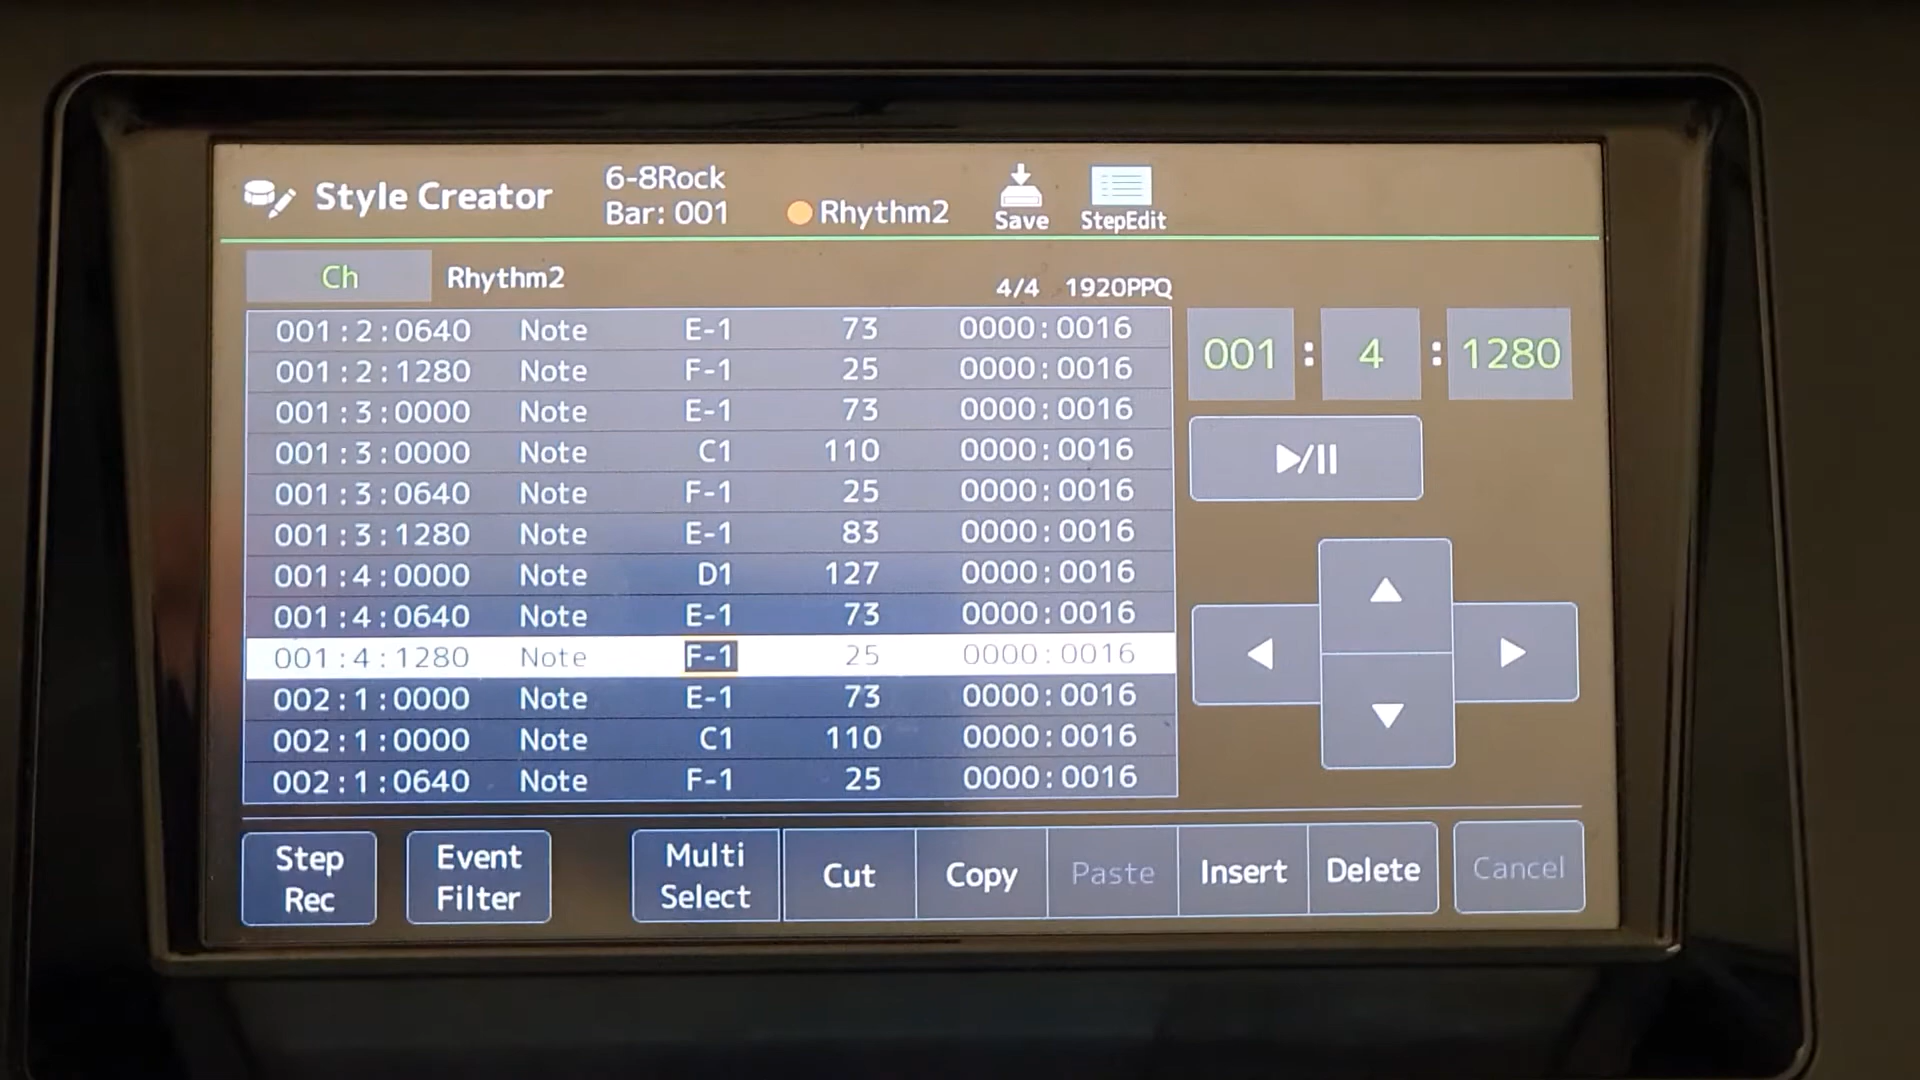 Style Creator
6-8Rock
Bar: 001
Rhythm2
Save
StepEdit
Ch
Rhythm2
4/4 1920PPQ
001:2:0640 Note E-1 73 0000:0016
001:2:1280 Note F-1 25 0000:0016
001:3:0000 Note E-1 73 0000:0016
001:3:0000 Note C1 110 0000:0016
001:3:0640 Note F-1 25 0000:0016
001:3:1280 Note E-1 83 0000:0016
001:4:0000 Note D1 127 0000:0016
001:4:0640 Note E-1 73 0000:0016
001:4:1280 Note F-1 25 0000:0016
002:1:0000 Note E-1 73 0000:0016
002:1:0000 Note C1 110 0000:0016
002:1:0640 Note F-1 25 0000:0016
001 : 4 : 1280
Step
Rec
Event
Filter
Multi
Select
Cut
Copy
Paste
Insert
Delete
Cancel